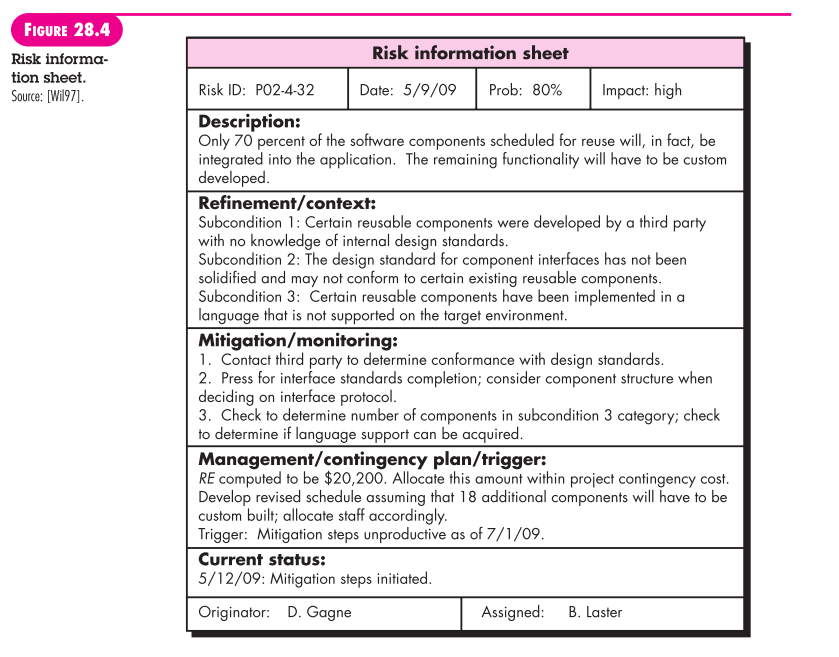 FIGURE 28.4
Risk informa-
tion sheet.
Source: [Wil97].
Risk information sheet
Risk ID: P02-4-32
Date: 5/9/09
Prob: 80%
Impact: high
Description:
Only 70 percent of the software components scheduled for reuse will, in fact, be
integrated into the application. The remaining functionality will have to be custom
developed.
Refinement/context:
Subcondition 1: Certain reusable components were developed by a third party
with no knowledge of internal design standards.
Subcondition 2: The design standard for component interfaces has not been
solidified and may not conform to certain existing reusable components.
Subcondition 3: Certain reusable components have been implemented in a
language that is not supported on the target environment.
Mitigation/monitoring:
1. Contact third party to determine conformance with design standards.
2. Press for interface standards completion; consider component structure when
deciding on interface protocol.
3. Check to determine number of components in subcondition 3 category; check
to determine if language support can be acquired.
Management/contingency plan/trigger:
RE computed to be $20,200. Allocate this amount within project contingency cost.
Develop revised schedule assuming that 18 additional components will have to be
custom built; allocate staff accordingly.
Trigger: Mitigation steps unproductive as of 7/1/09.
Current status:
5/12/09: Mitigation steps initiated.
Originator: D. Gagne
Assigned: B. Laster